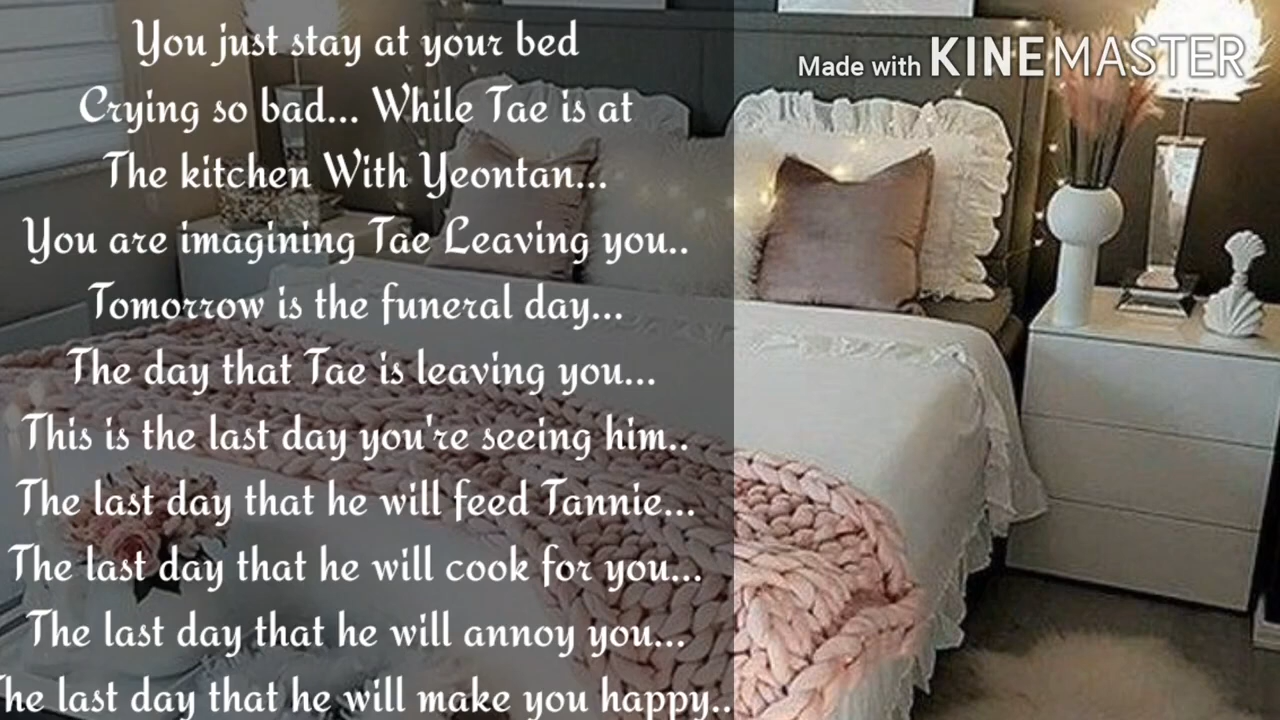 You just stay at your bed
Crying so bad... While Tae is at
The kitchen With Yeontan...
You are imagining Tae Leaving you..
Tomorrow is the funeral day...
The day that Tae is leaving you...
This is the last day you're seeing him..
The last day that he will feed Tannie...
The last day that he will cook for you...
The last day that he will annoy you...
The last day that he will make you happy..
Made with KINEMASTER